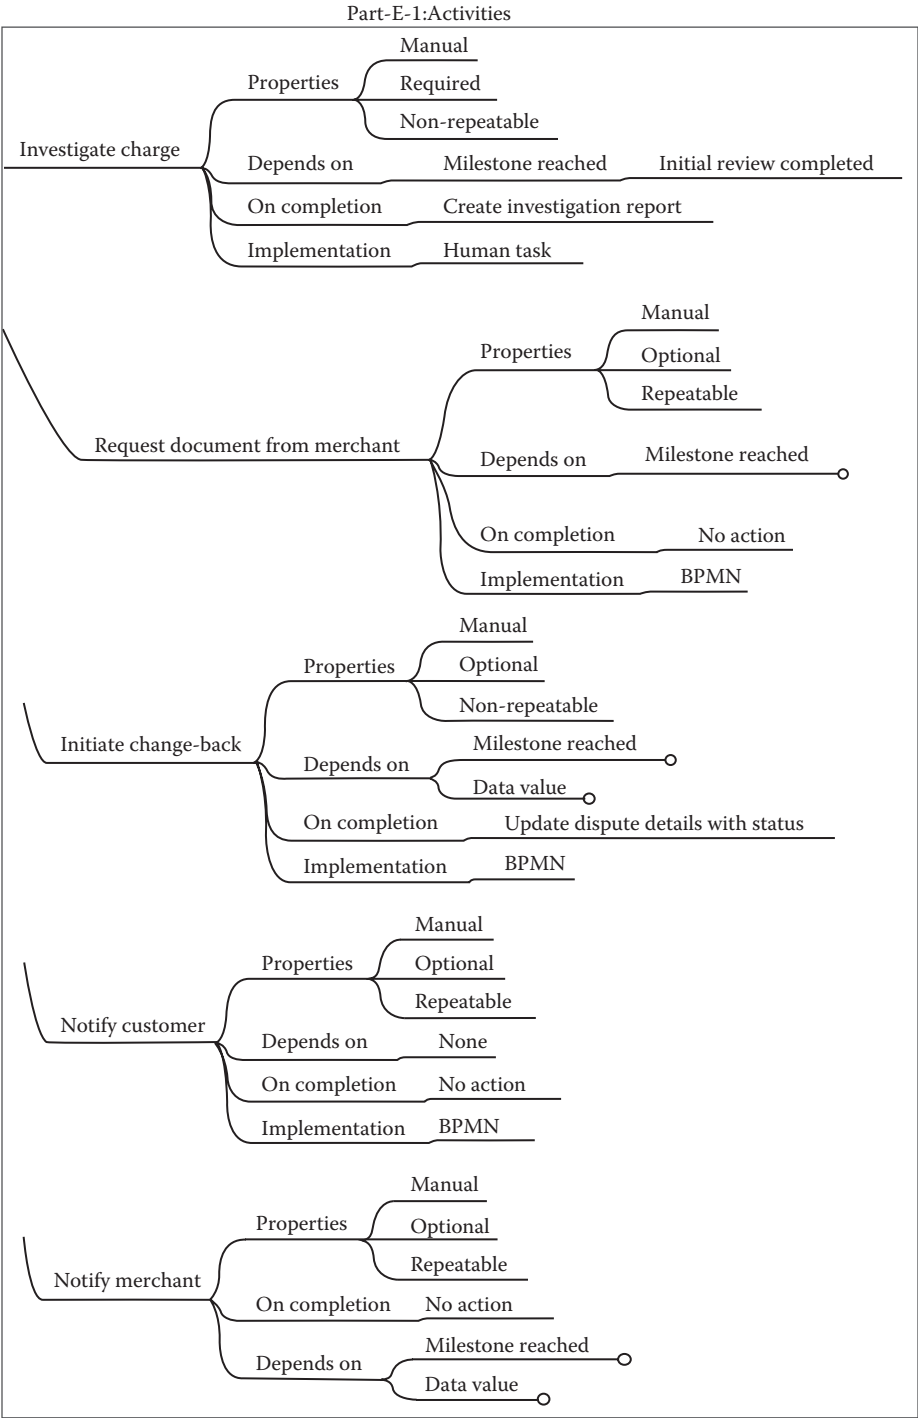 Part-E-1:Activities
Manual
Properties
Required
Non-repeatable
Investigate charge
Depends on
Milestone reached
Initial review completed
On completion
Create investigation report
Implementation
Human task
Manual
Properties
Optional
Repeatable
Request document from merchant
Depends on
Milestone reached
On completion
No action
Implementation
BPMN
Manual
Properties
Optional
Non-repeatable
Initiate change-back
Depends on
Milestone reached
Data value
On completion
Update dispute details with status
Implementation
BPMN
Manual
Properties
Optional
Repeatable
Notify customer
Depends on
None
On completion
No action
Implementation
BPMN
Manual
Properties
Optional
Repeatable
Notify merchant
On completion
No action
Depends on
Milestone reached
Data value